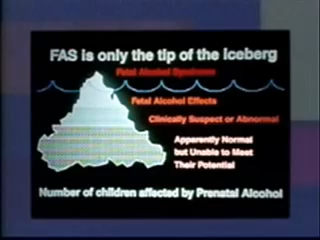 FAS is only the tip of the Iceberg
Fetal Alcohol Syndrome
Fetal Alcohol Effects
Clinically Suspect or Abnormal
Apparently Normal
but Unable to Meet
Their Potential
Number of children affected by Prenatal Alcohol